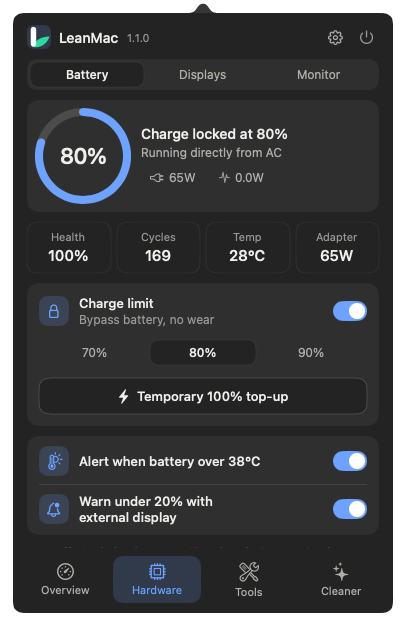 LeanMac 1.1.0
Battery Displays Monitor
80%
Charge locked at 80%
Running directly from AC
65W 0.0W
Health Cycles Temp Adapter
100% 169 28°C 65W
Charge limit
Bypass battery, no wear
70% 80% 90%
Temporary 100% top-up
Alert when battery over 38°C
Warn under 20% with
external display
Overview Hardware Tools Cleaner